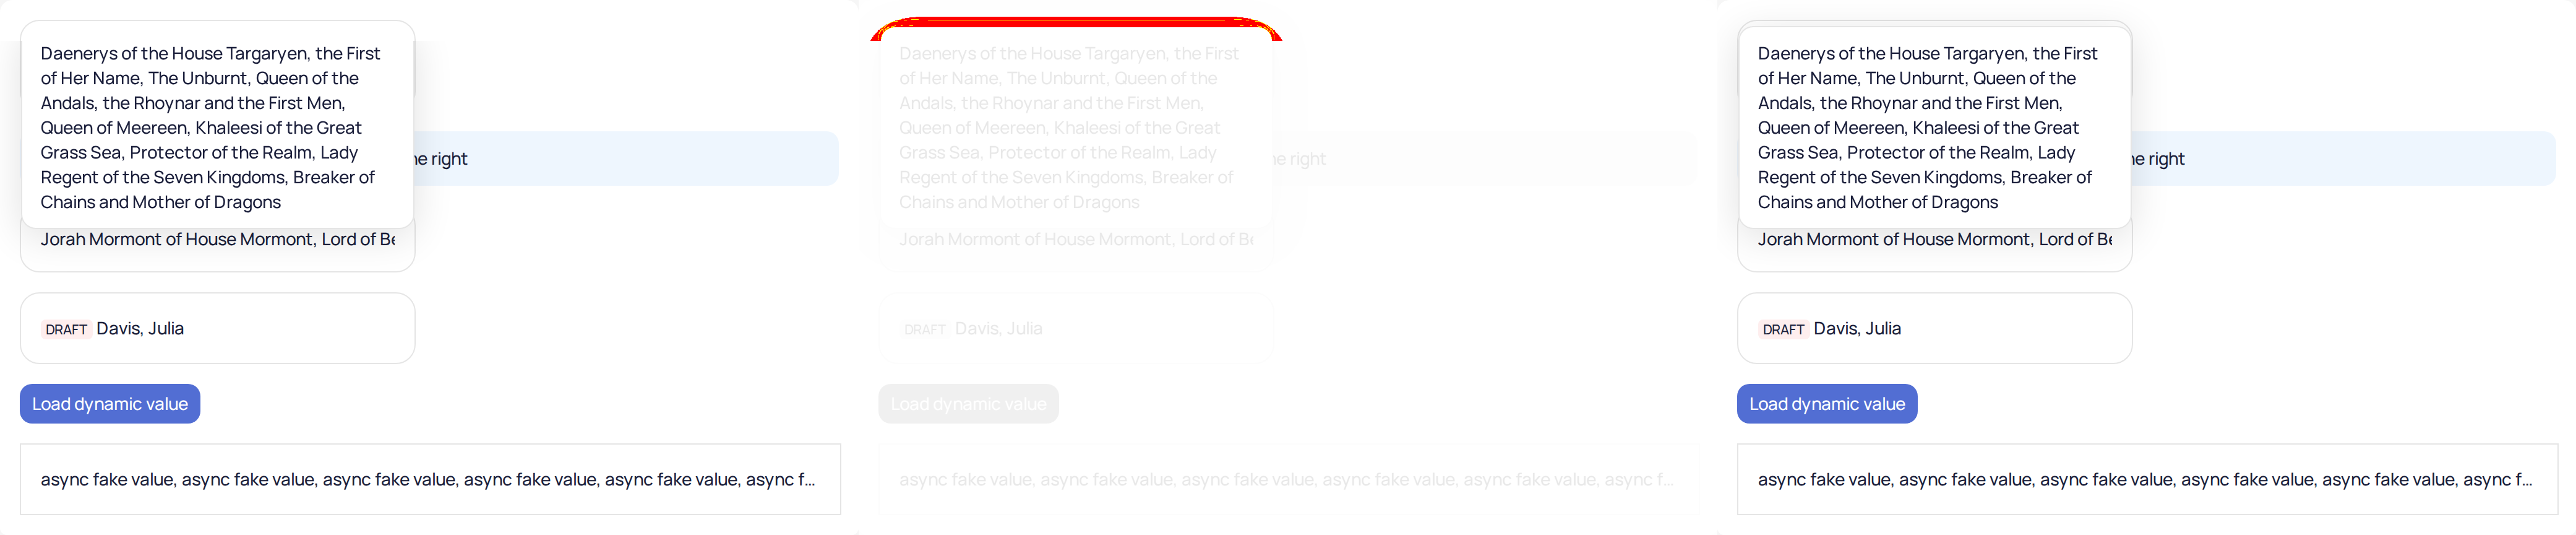 Daenerys of the House Targaryen, the First
of Her Name, The Unburnt, Queen of the
Andals, the Rhoynar and the First Men,
Queen of Meereen, Khaleesi of the Great
Grass Sea, Protector of the Realm, Lady
Regent of the Seven Kingdoms, Breaker of
Chains and Mother of Dragons
right
Jorah Mormont of House Mormont, Lord of
DRAFT Davis, Julia
Load dynamic value
async fake value, async fake value, async fake value, async fake value, async fake value, async f...
Daenerys of the House Targaryen, the First
of Her Name, The Unburnt, Queen of the
Andals, the Rhoynar and the First Men,
Queen of Meereen, Khaleesi of the Great
Grass Sea, Protector of the Realm, Lady
Regent of the Seven Kingdoms, Breaker of
Chains and Mother of Dragons
right
Jorah Mormont of House Mormont, Lord of
DRAFT Davis, Julia
Load dynamic value
async fake value, async fake value, async fake value, async fake value, async fake value, async f...
Daenerys of the House Targaryen, the First
of Her Name, The Unburnt, Queen of the
Andals, the Rhoynar and the First Men,
Queen of Meereen, Khaleesi of the Great
Grass Sea, Protector of the Realm, Lady
Regent of the Seven Kingdoms, Breaker of
Chains and Mother of Dragons
right
Jorah Mormont of House Mormont, Lord of
DRAFT Davis, Julia
Load dynamic value
async fake value, async fake value, async fake value, async fake value, async fake value, async f...